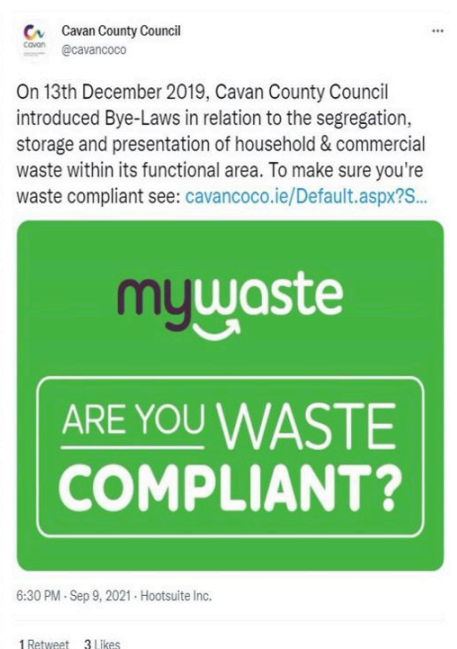 Cavan County Council
@cavancoco
Cavan
On 13th December 2019, Cavan County Council
introduced Bye-Laws in relation to the segregation,
storage and presentation of household & commercial
waste within its functional area. To make sure you're
waste compliant see: cavancoco.ie/Default.aspx?S...
mywaste
ARE YOU WASTE
COMPLIANT?
6:30 PM · Sep 9, 2021 · Hootsuite Inc.
1 Retweet 3 Likes